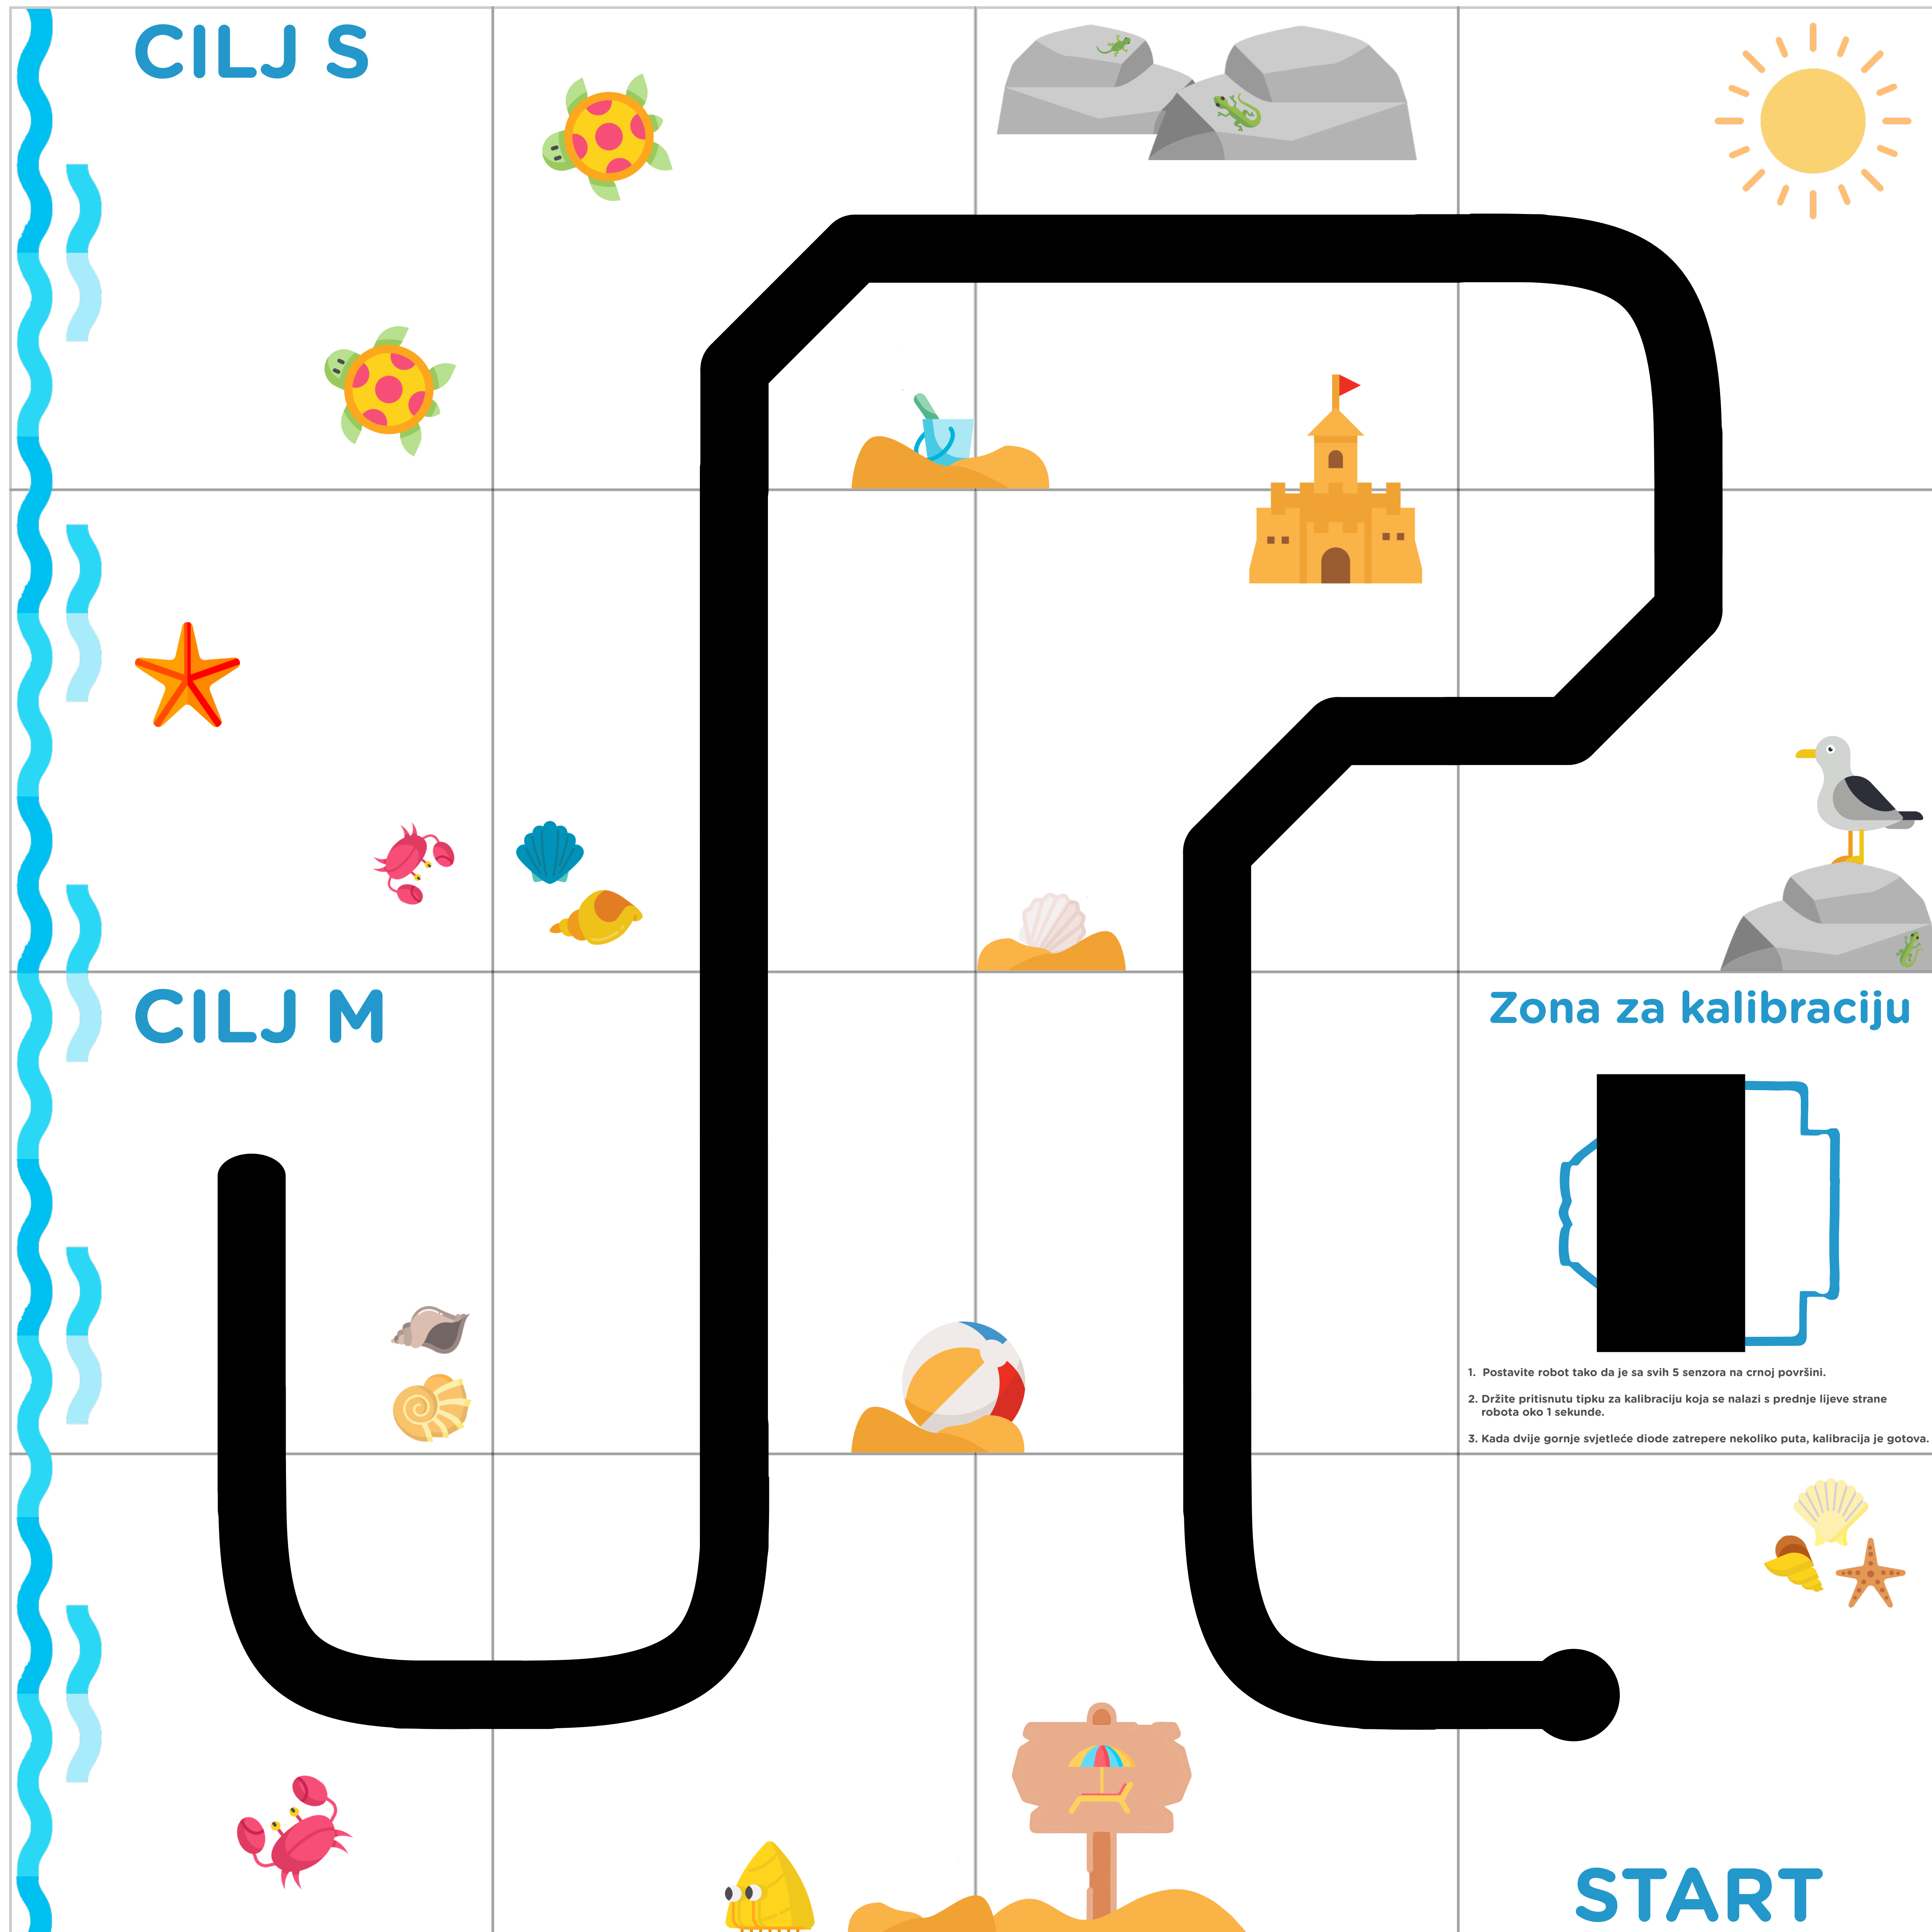 CILJ S
CILJ M
Zona za kalibraciju
1. Postavite robot tako da je sa svih 5 senzora na crnoj površini.
2. Držite pritisnutu tipku za kalibraciju koja se nalazi s prednje lijeve strane
robota oko 1 sekunde.
3. Kada dvije gornje svjetleće diode zatrepere nekoliko puta, kalibracija je gotova.
START